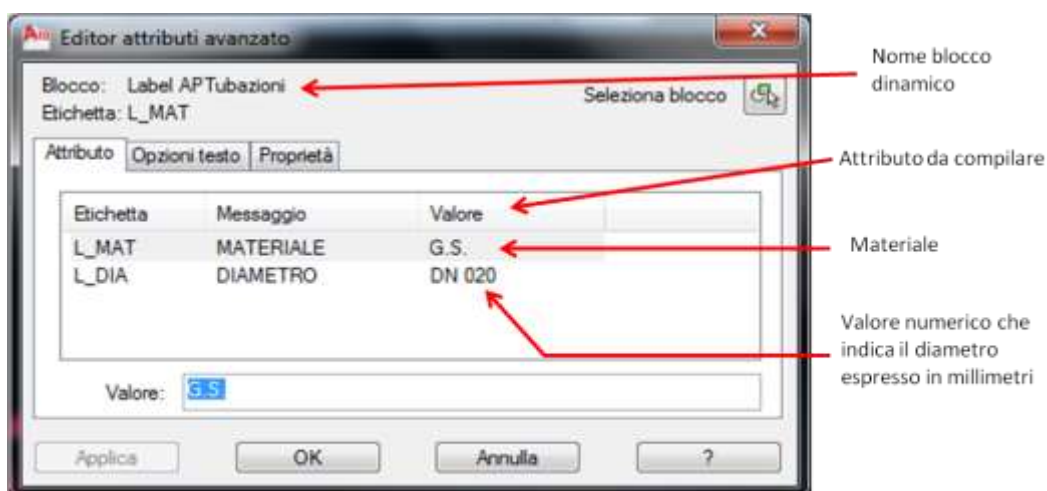 Editor attributi avanzato
Blocco: Label APTubazioni
Seleziona blocco
Etichetta: L_MAT
Attributo Opzioni testo Proprietà
Etichetta Messaggio Valore
L_MAT MATERIALE G.S.
L_DIA DIAMETRO DN 020
Valore: G.S.
Applica OK Annulla ?
Nome blocco
dinamico
Attributo da compilare
Materiale
Valore numerico che
indica il diametro
espresso in millimetri